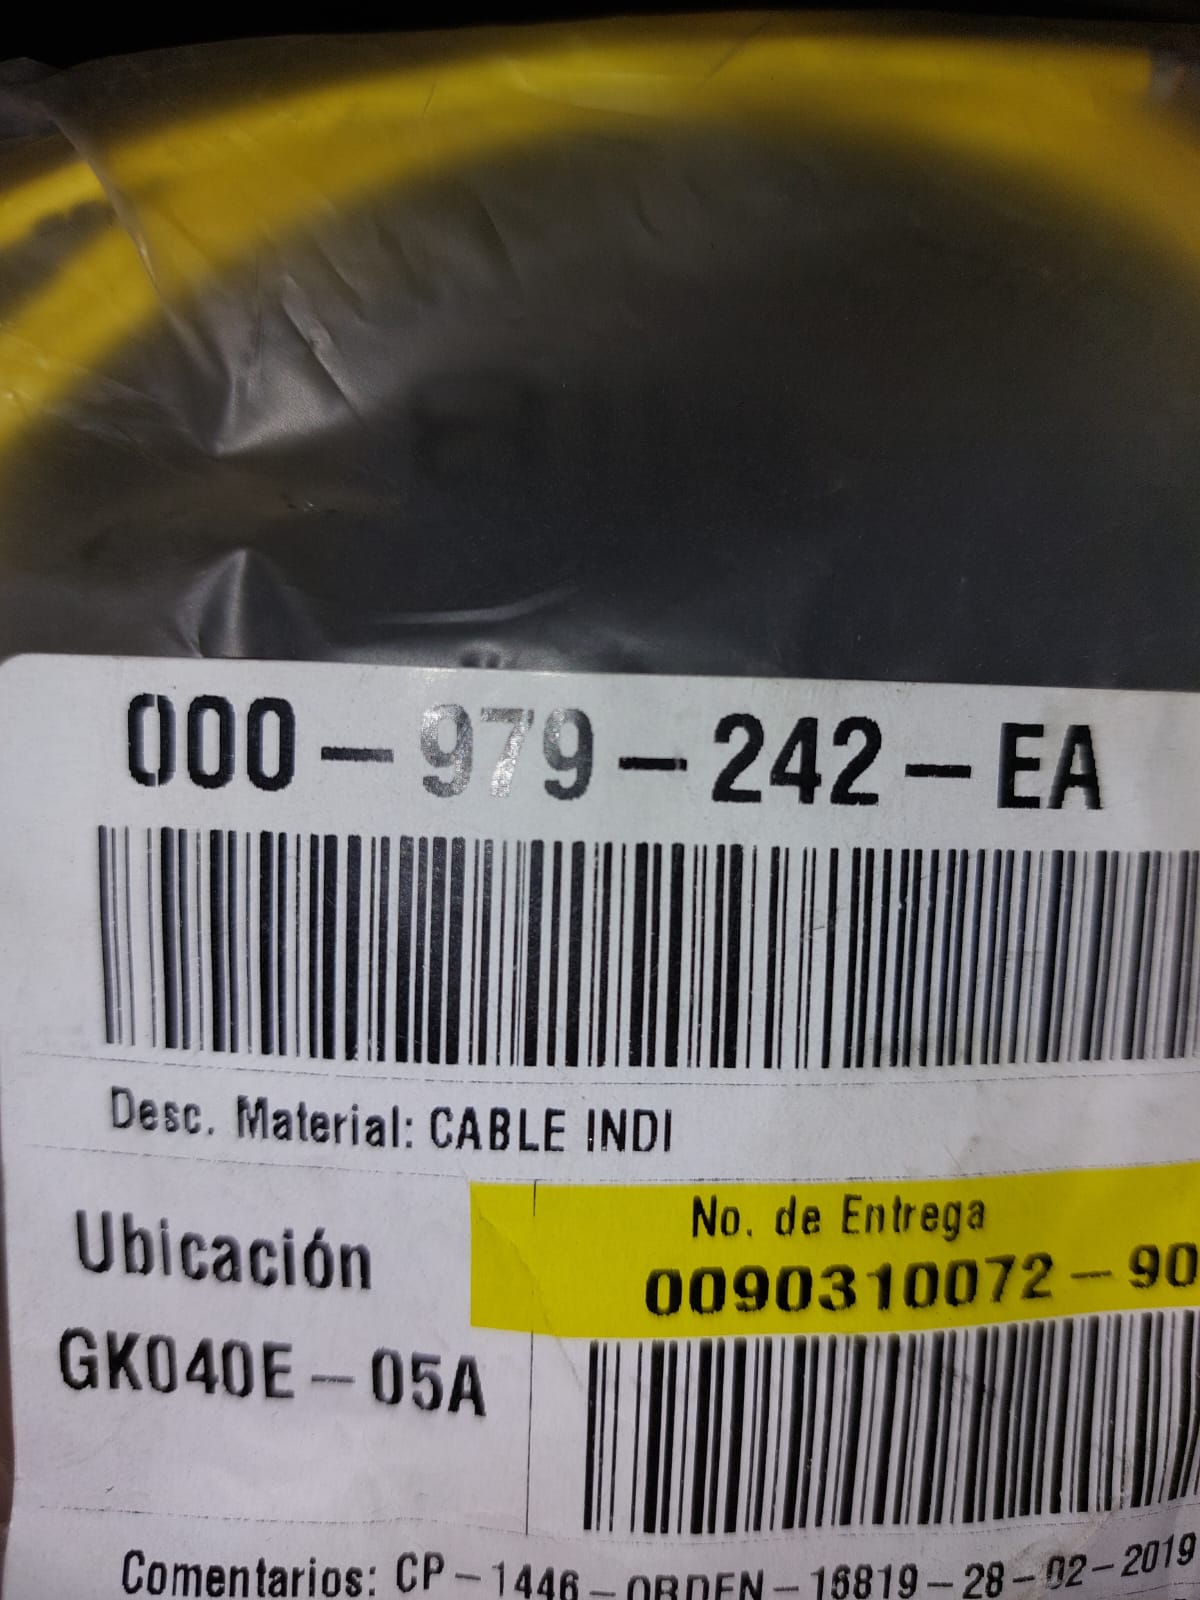 000-979-242-EA
Desc. Material: CABLE INDI
No. de Entrega
0090310072-90
Ubicación
GK040E-05A
Comentarios: CP-1446-ORDEN-16819-28-02-2019